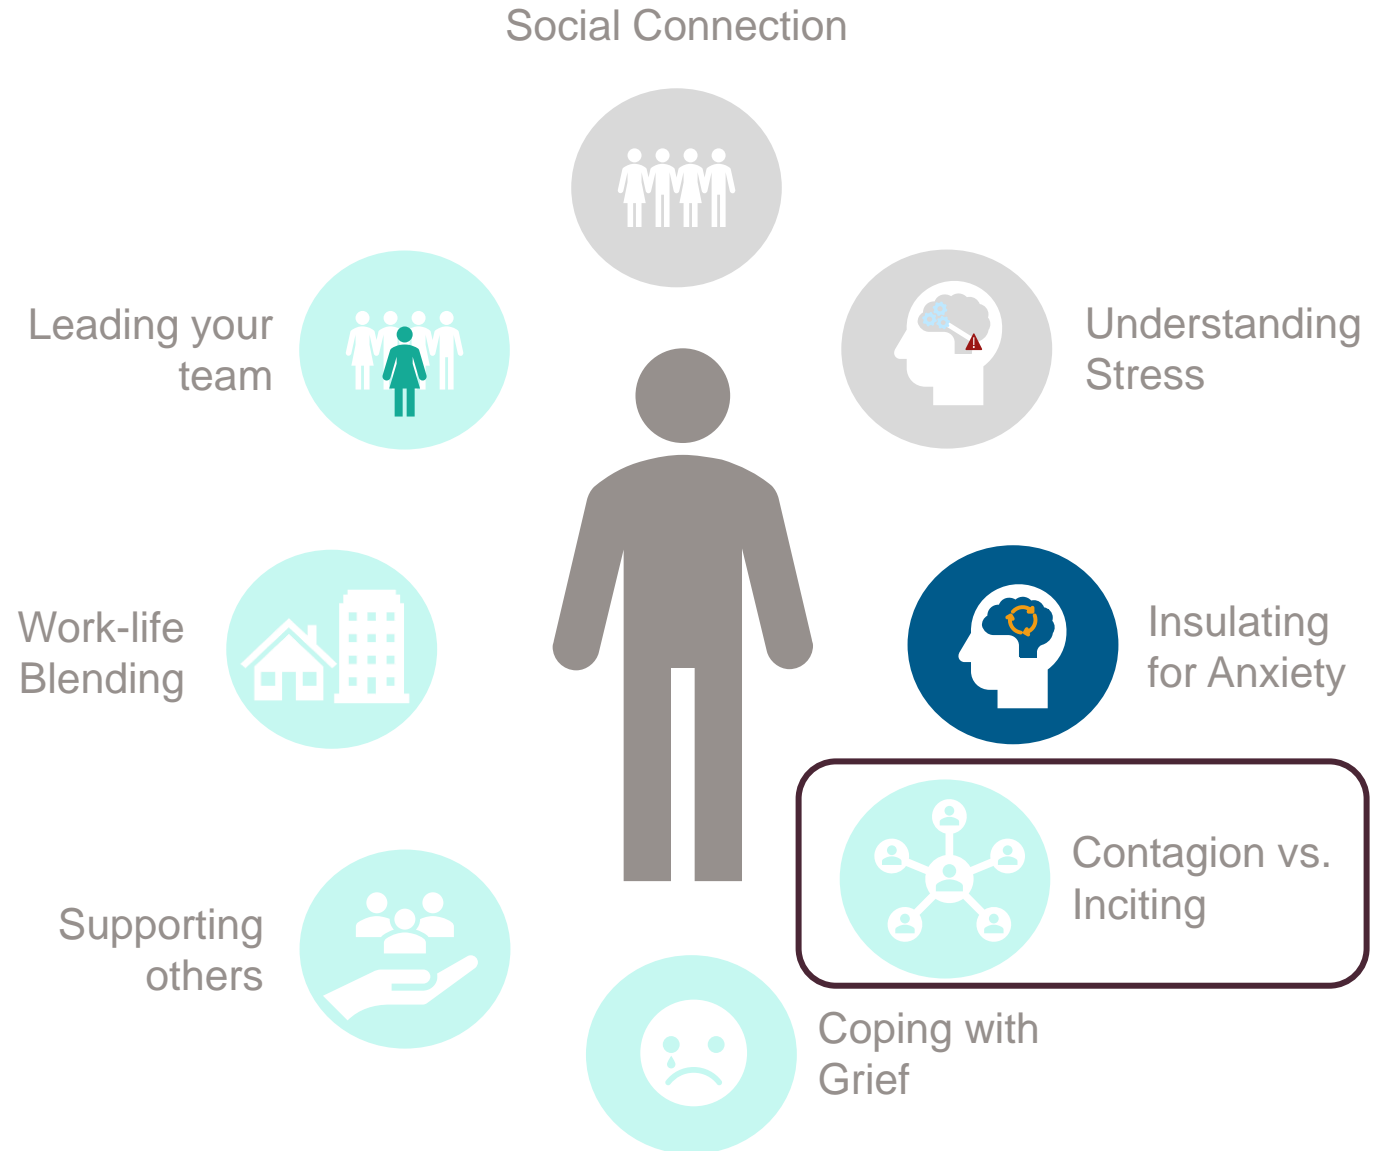 Social Connection
Leading your
team
Understanding
Stress
Work-life
Blending
Insulating
for Anxiety
Contagion vs.
Inciting
Supporting
others
Coping with
Grief